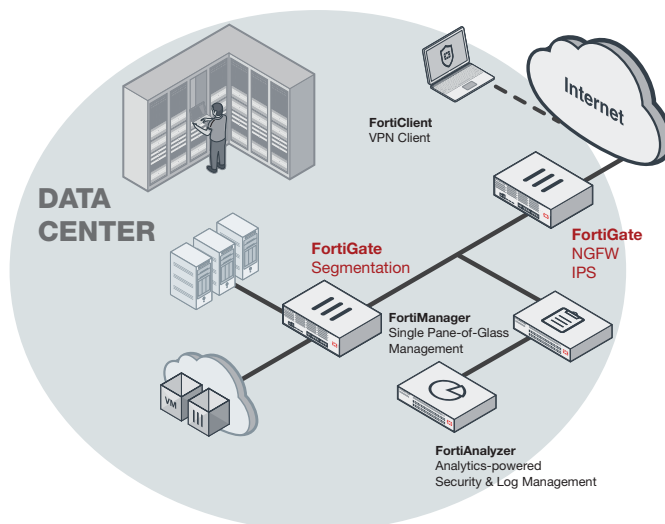 Internet
FortiClient
VPN Client
DATA
CENTER
FortiGate
NGFW
IPS
FortiGate
Segmentation
FortiManager
Single Pane-of-Glass
Management
VM
FortiAnalyzer
Analytics-powered
Security & Log Management